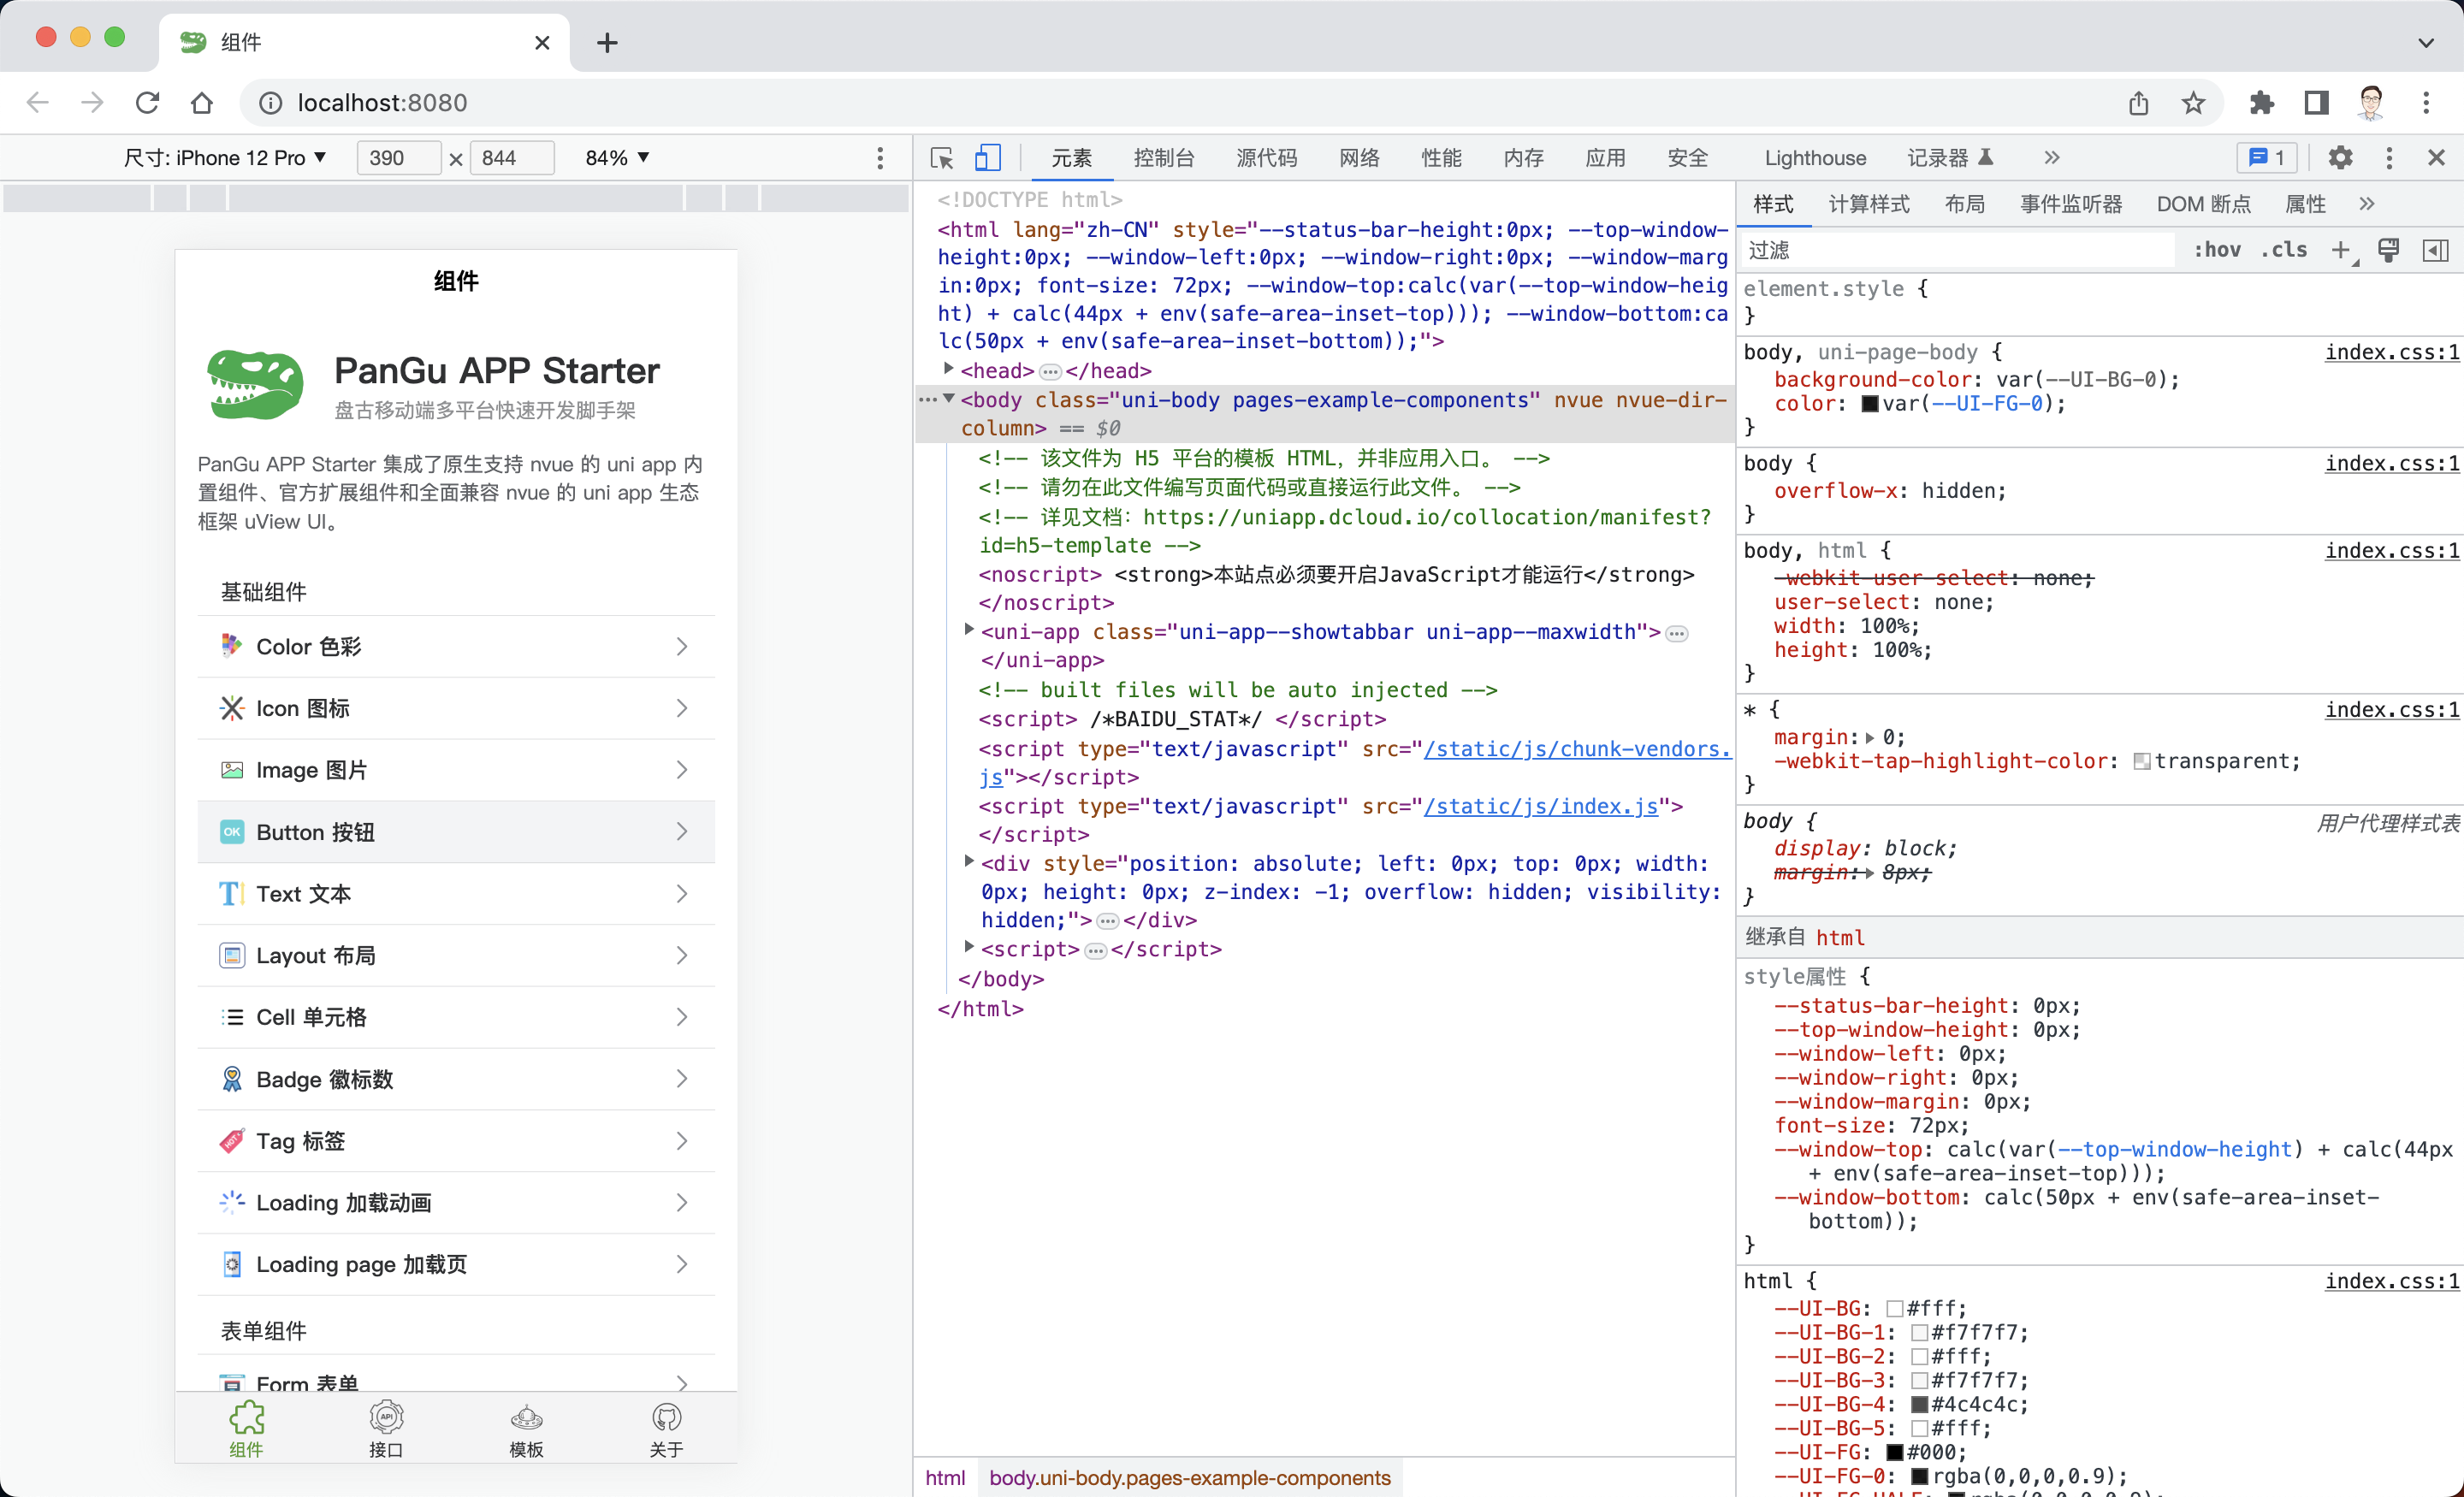 组件
localhost:8080
尺寸: iPhone 12 Pro ▼ 390 × 844 84% ▼
组件
PanGu APP Starter
盘古移动端多平台快速开发脚手架
PanGu APP Starter 集成了原生支持 nvue 的 uni app 内
置组件、官方扩展组件和全面兼容 nvue 的 uni app 生态
框架 uView UI。
基础组件
Color 色彩
Icon 图标
Image 图片
OK Button 按钮
Text 文本
Layout 布局
Cell 单元格
Badge 徽标数
HOT Tag 标签
Loading 加载动画
Loading page 加载页
表单组件
Form 表单
API
组件 接口 模板 关于
元素 控制台 源代码 网络 性能 内存 应用 安全 Lighthouse 记录器 1
<!DOCTYPE html>
<html lang="zh-CN" style="--status-bar-height:0px; --top-window-
height:0px; --window-left:0px; --window-right:0px; --window-marg
in:0px; font-size: 72px; --window-top:calc(var(--top-window-heig
ht) + calc(44px + env(safe-area-inset-top))); --window-bottom:ca
lc(50px + env(safe-area-inset-bottom));">
<head>…</head>
<body class="uni-body pages-example-components" nvue nvue-dir-
column> == $0
<!-- 该文件为 H5 平台的模板 HTML，并非应用入口。 -->
<!-- 请勿在此文件编写页面代码或直接运行此文件。 -->
<!-- 详见文档：https://uniapp.dcloud.io/collocation/manifest?
id=h5-template -->
<noscript> <strong>本站点必须要开启JavaScript才能运行</strong>
</noscript>
<uni-app class="uni-app--showtabbar uni-app--maxwidth">…
</uni-app>
<!-- built files will be auto injected -->
<script> /*BAIDU_STAT*/ </script>
<script type="text/javascript" src="/static/js/chunk-vendors.
js"></script>
<script type="text/javascript" src="/static/js/index.js">
</script>
<div style="position: absolute; left: 0px; top: 0px; width:
0px; height: 0px; z-index: -1; overflow: hidden; visibility:
hidden;">…</div>
<script>…</script>
</body>
</html>
html body.uni-body.pages-example-components
样式 计算样式 布局 事件监听器 DOM 断点 属性
过滤 :hov .cls
element.style {
}
body, uni-page-body { index.css:1
background-color: var(--UI-BG-0);
color: var(--UI-FG-0);
}
body { index.css:1
overflow-x: hidden;
}
body, html { index.css:1
-webkit-user-select: none;
user-select: none;
width: 100%;
height: 100%;
}
* { index.css:1
margin: 0;
-webkit-tap-highlight-color: transparent;
}
body { 用户代理样式表
display: block;
margin: 8px;
}
继承自 html
style属性 {
--status-bar-height: 0px;
--top-window-height: 0px;
--window-left: 0px;
--window-right: 0px;
--window-margin: 0px;
font-size: 72px;
--window-top: calc(var(--top-window-height) + calc(44px
+ env(safe-area-inset-top)));
--window-bottom: calc(50px + env(safe-area-inset-
bottom));
}
html { index.css:1
--UI-BG: #fff;
--UI-BG-1: #f7f7f7;
--UI-BG-2: #fff;
--UI-BG-3: #f7f7f7;
--UI-BG-4: #4c4c4c;
--UI-BG-5: #fff;
--UI-FG: #000;
--UI-FG-0: rgba(0,0,0,0.9);